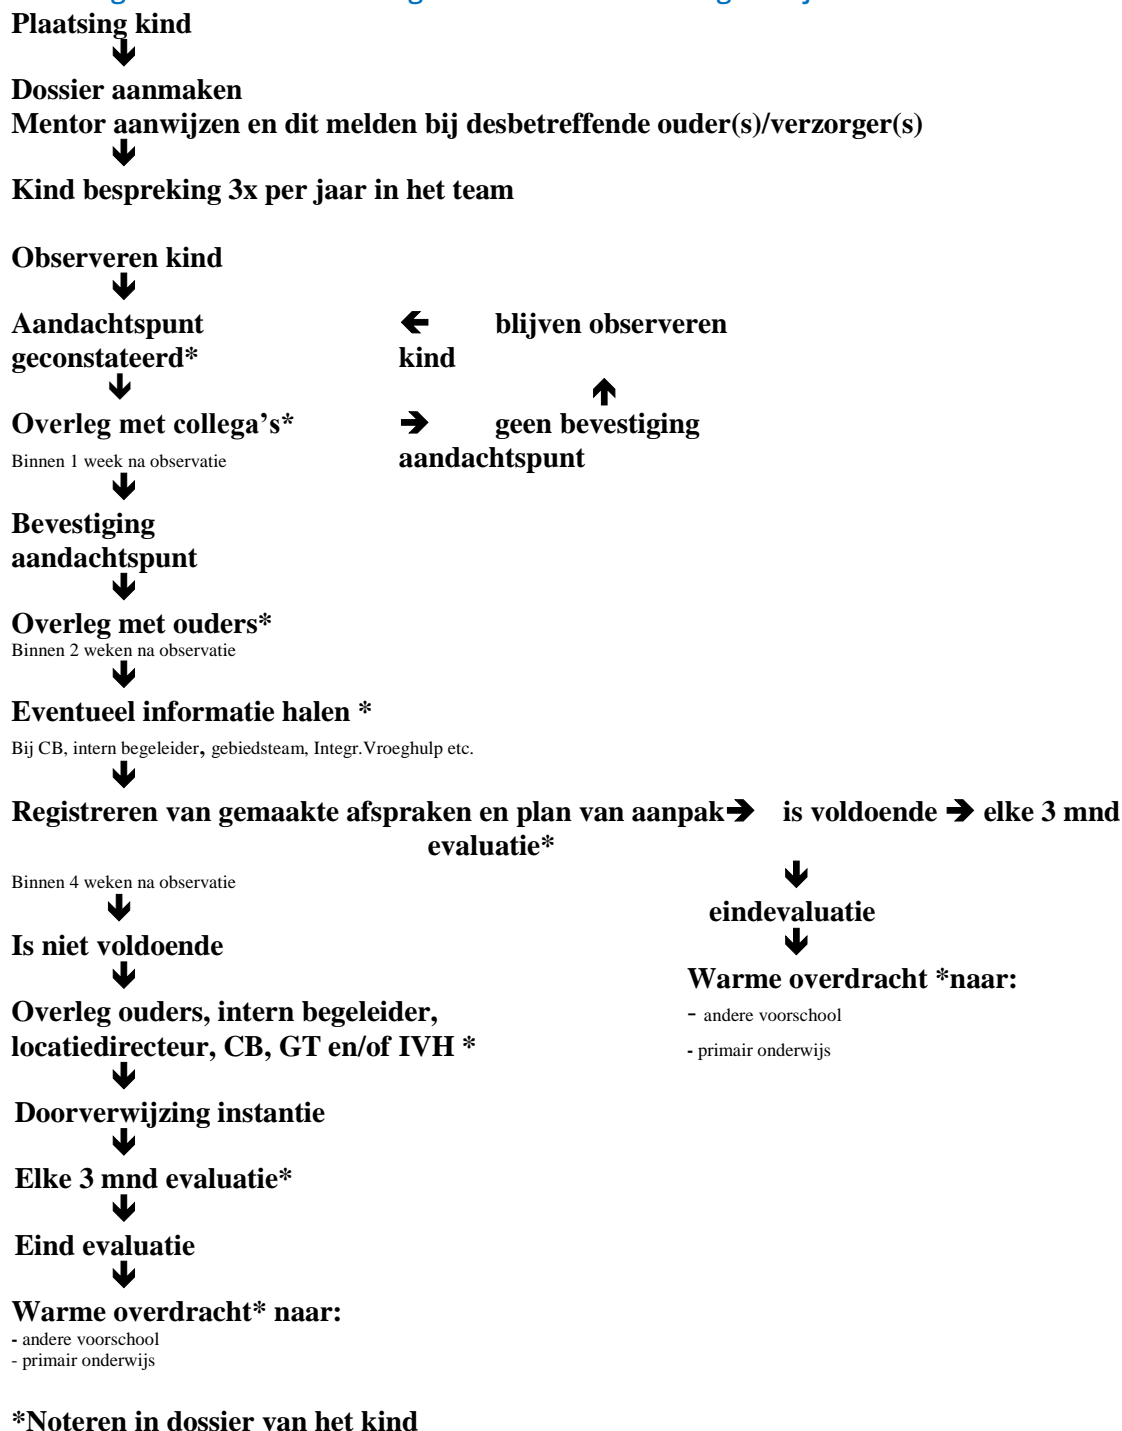 Plaatsing kind
Dossier aanmaken
Mentor aanwijzen en dit melden bij desbetreffende ouder(s)/verzorger(s)
Kind bespreking 3x per jaar in het team
Observeren kind
Aandachtspunt blijven observeren
geconstateerd* kind
Overleg met collega's* geen bevestiging
Binnen 1 week na observatie aandachtspunt
Bevestiging
aandachtspunt
Overleg met ouders*
Binnen 2 weken na observatie
Eventueel informatie halen *
Bij CB, intern begeleider, gebiedsteam, Integr.Vroeghulp etc.
Registreren van gemaakte afspraken en plan van aanpak→ is voldoende → elke 3 mnd
evaluatie*
Binnen 4 weken na observatie
eindevaluatie
Is niet voldoende
Warme overdracht *naar:
- andere voorschool
- primair onderwijs
Overleg ouders, intern begeleider,
locatiedirecteur, CB, GT en/of IVH *
Doorverwijzing instantie
Elke 3 mnd evaluatie*
Eind evaluatie
Warme overdracht* naar:
- andere voorschool
- primair onderwijs
*Noteren in dossier van het kind